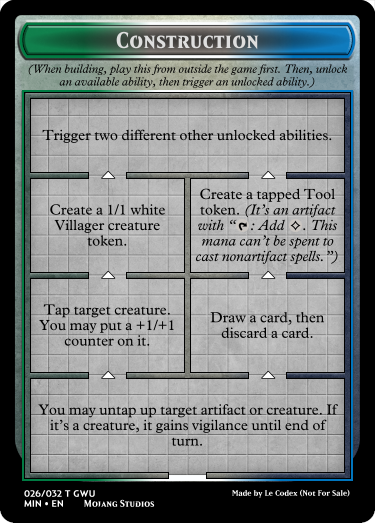 CONSTRUCTION
(When building, play this from outside the game first. Then, unlock
an available ability, then trigger an unlocked ability.)
Trigger two different other unlocked abilities.
Create a 1/1 white
Villager creature
token.
Create a tapped Tool
token. (It's an artifact
with “: Add . This
mana can't be spent to
cast nonartifact spells.”)
Tap target creature.
You may put a +1/+1
counter on it.
Draw a card, then
discard a card.
You may untap up target artifact or creature. If
it's a creature, it gains vigilance until end of
turn.
026/032 T GWU
MIN • EN MOJANG STUDIOS
Made by Le Codex (Not For Sale)